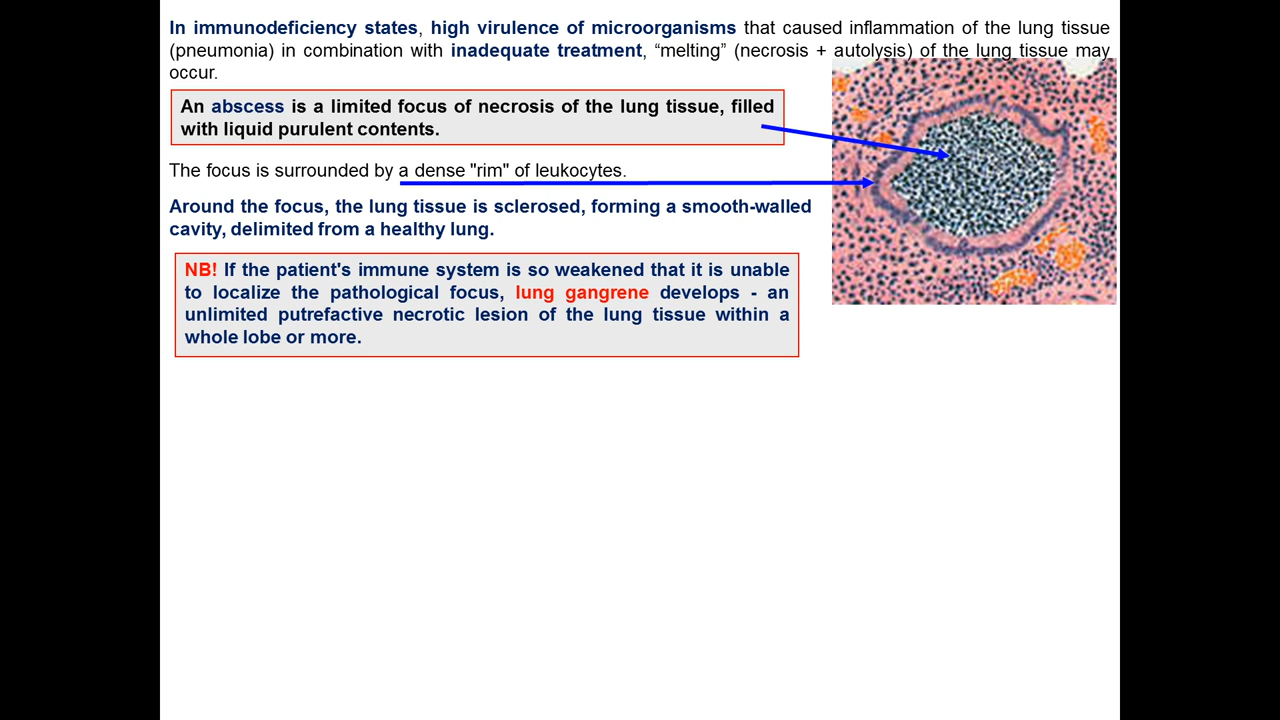 In immunodeficiency states, high virulence of microorganisms that caused inflammation of the lung tissue
(pneumonia) in combination with inadequate treatment, “melting” (necrosis + autolysis) of the lung tissue may
occur.
An abscess is a limited focus of necrosis of the lung tissue, filled
with liquid purulent contents.
The focus is surrounded by a dense "rim" of leukocytes.
Around the focus, the lung tissue is sclerosed, forming a smooth-walled
cavity, delimited from a healthy lung.
NB! If the patient's immune system is so weakened that it is unable
to localize the pathological focus, lung gangrene develops - an
unlimited putrefactive necrotic lesion of the lung tissue within a
whole lobe or more.